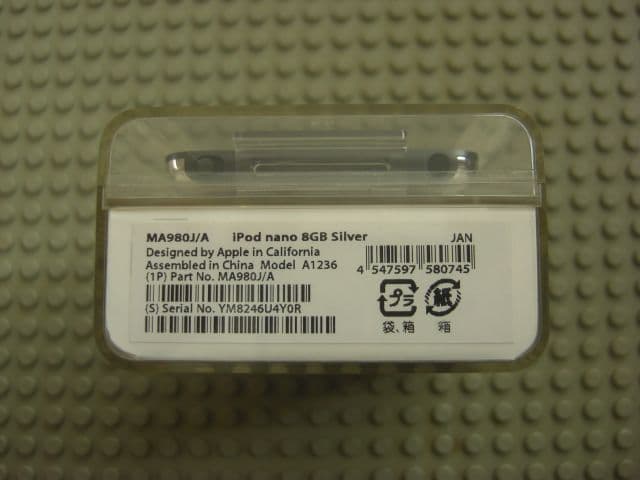 MA980J/A iPod nano 8GB Silver JAN
Designed by Apple in California
Assembled in China Model A1236
(1P) Part No. MA980J/A
4 547597 580745
(S) Serial No. YM8246U4Y0R
プラ 紙
袋、箱 箱